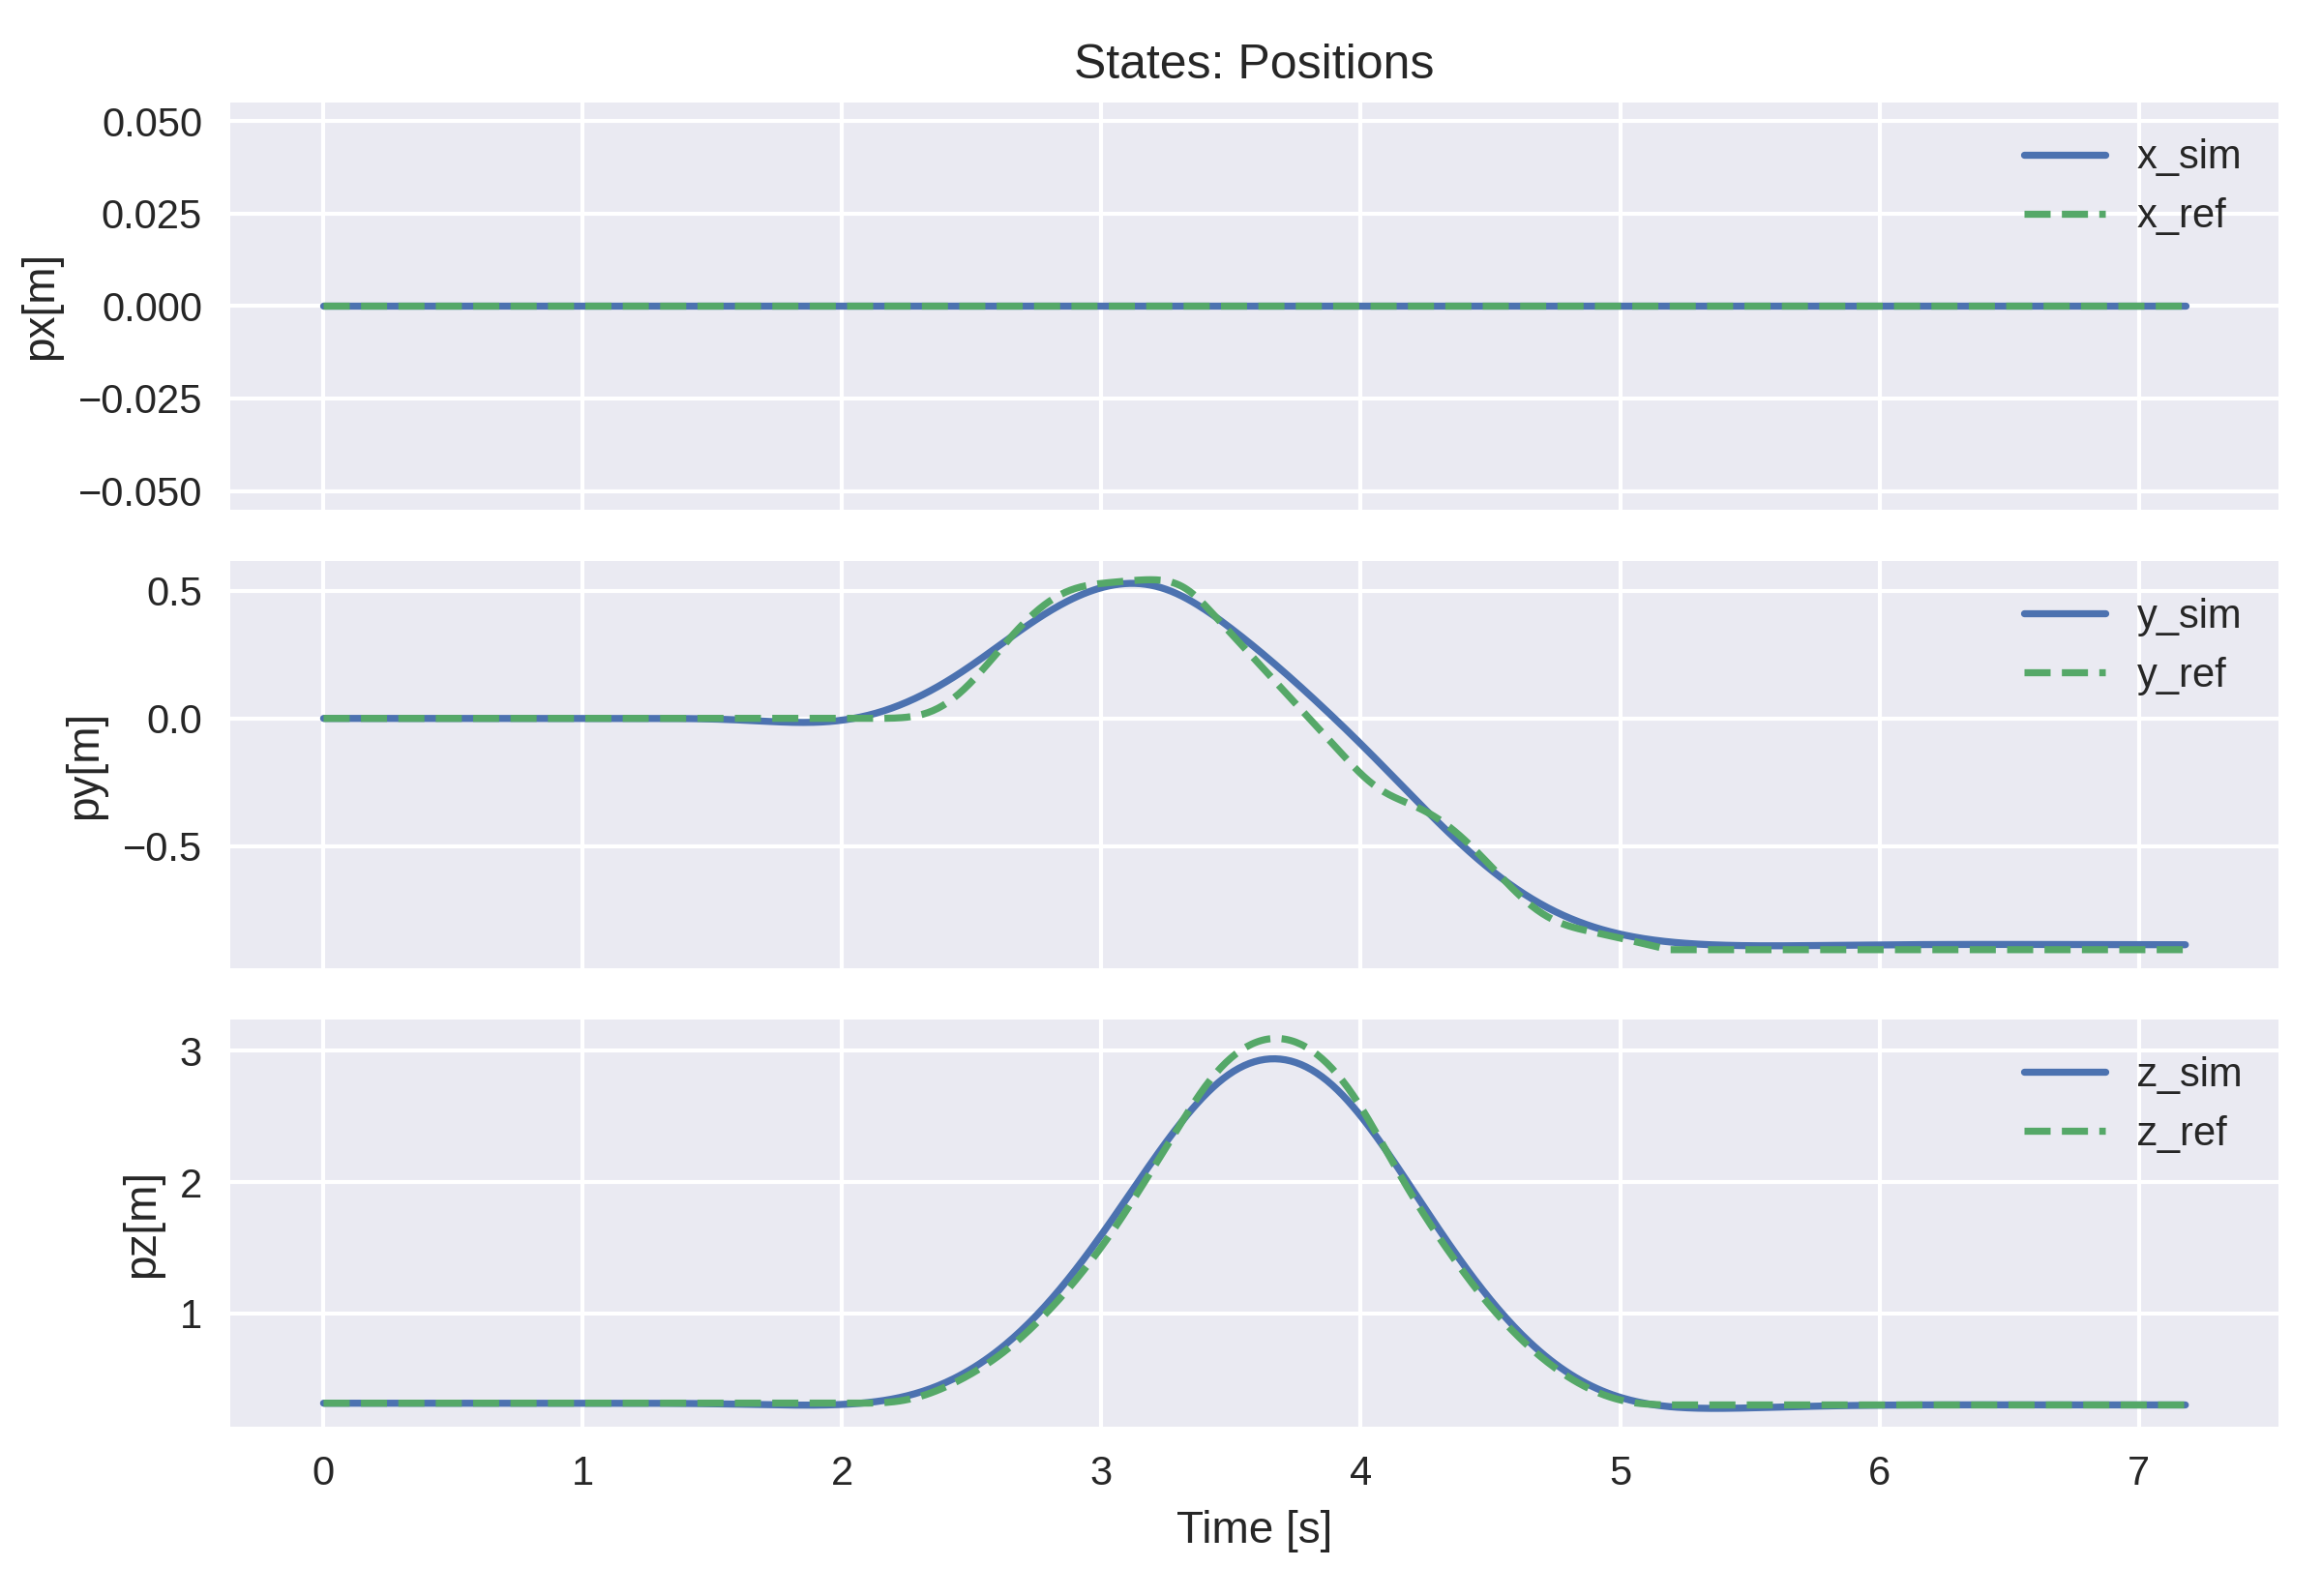 States: Positions
0.050
0.025
0.000
−0.025
−0.050
px[m]
x_sim
x_ref
0.5
0.0
−0.5
py[m]
y_sim
y_ref
3
2
1
pz[m]
z_sim
z_ref
0 1 2 3 4 5 6 7
Time [s]